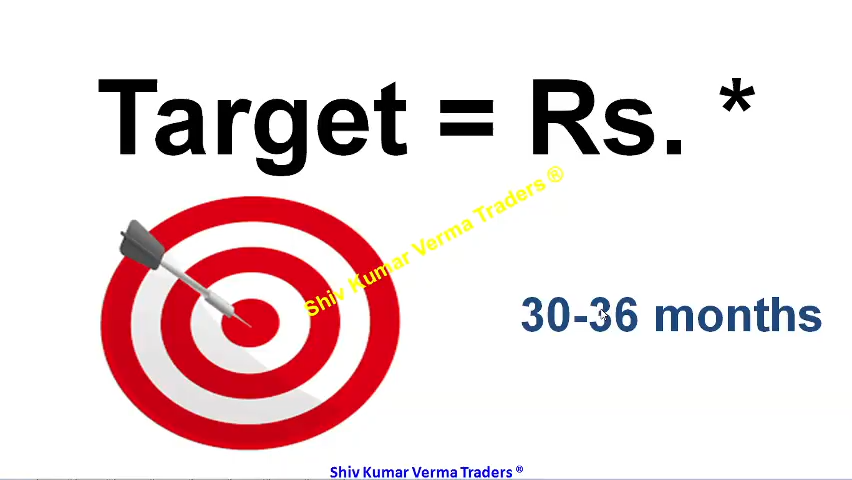 Target = Rs. *
Shiv Kumar Verma Traders ®
30-36 months
Shiv Kumar Verma Traders ®